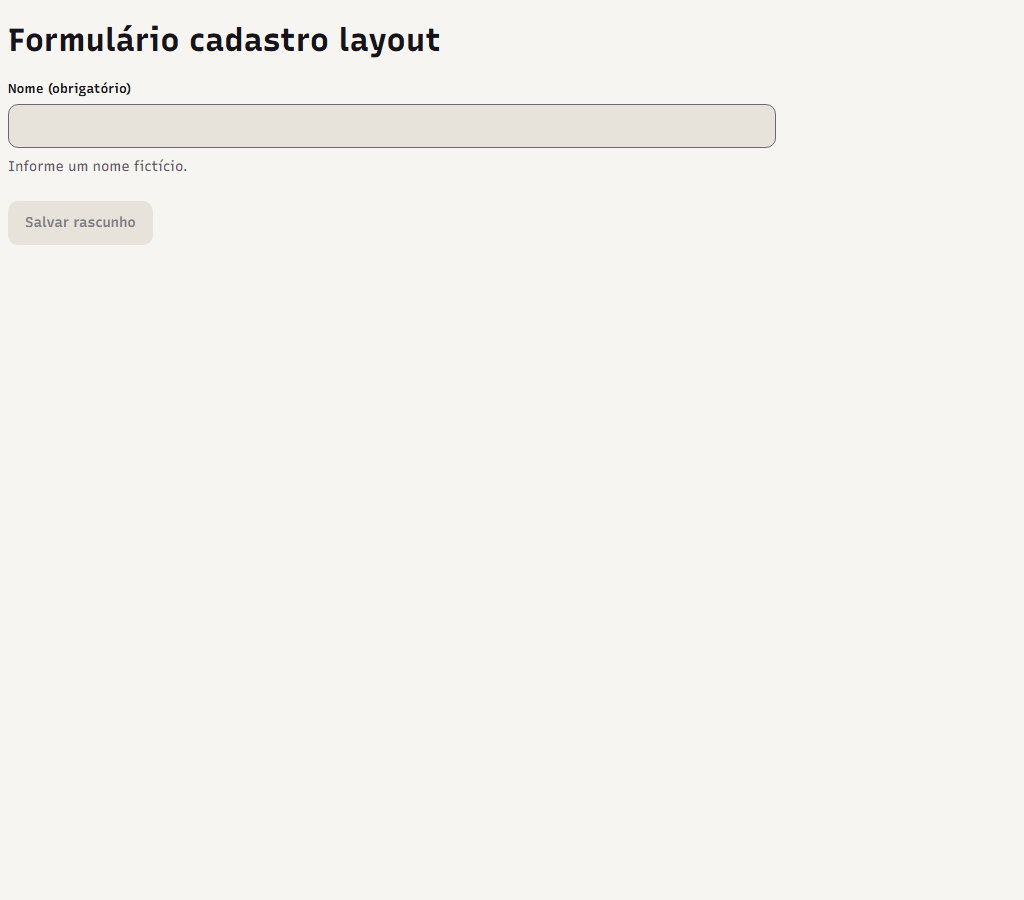 Formulário cadastro layout
Nome (obrigatório)
Informe um nome fictício.
Salvar rascunho